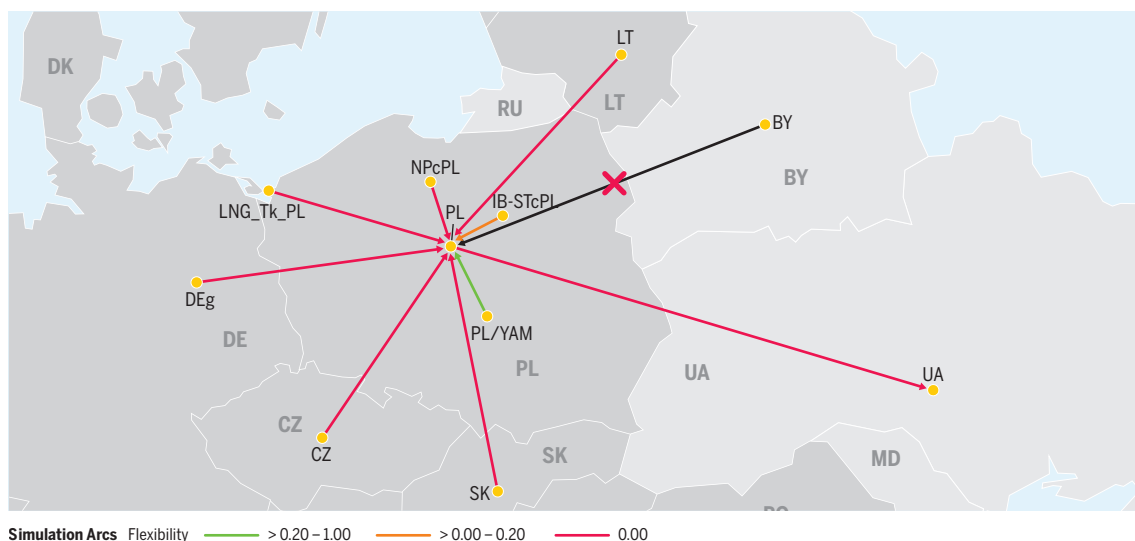 LT
DK
RU
LT
BY
NPcPL
BY
IB-STcPL
LNG_Tk_PL
PL
DEg
PL/YAM
DE
PL
UA
UA
CZ
CZ
SK
MD
SK
Simulation Arcs Flexibility > 0.20 – 1.00 > 0.00 – 0.20 0.00